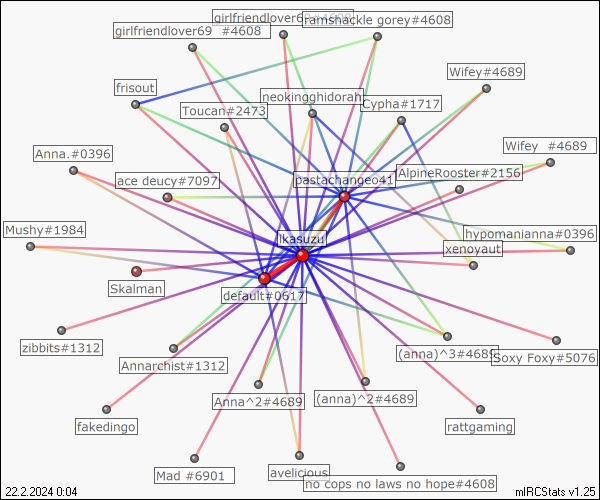 girlfriendlover69 #4608
ramshackle gorey#4608
girlfriendlover69 #4608
Wifey#4689
frisout
neokingghidorah
Cypha#1717
Toucan#2473
Wifey #4689
Anna.#0396
AlpineRooster#2156
ace deucy#7097
pastachangeo41
Mushy#1984
hypomanianna#0396
Ikasuzu
xenoyaut
Skalman
default#0617
zibbits#1312
(anna)^3#4689
Soxy Foxy#5076
Annarchist#1312
Anna^2#4689
(anna)^2#4689
fakedingo
rattgaming
Mad #6901
avelicious
no cops no laws no hope#4608
22.2.2024 0:04
mIRCStats v1.25